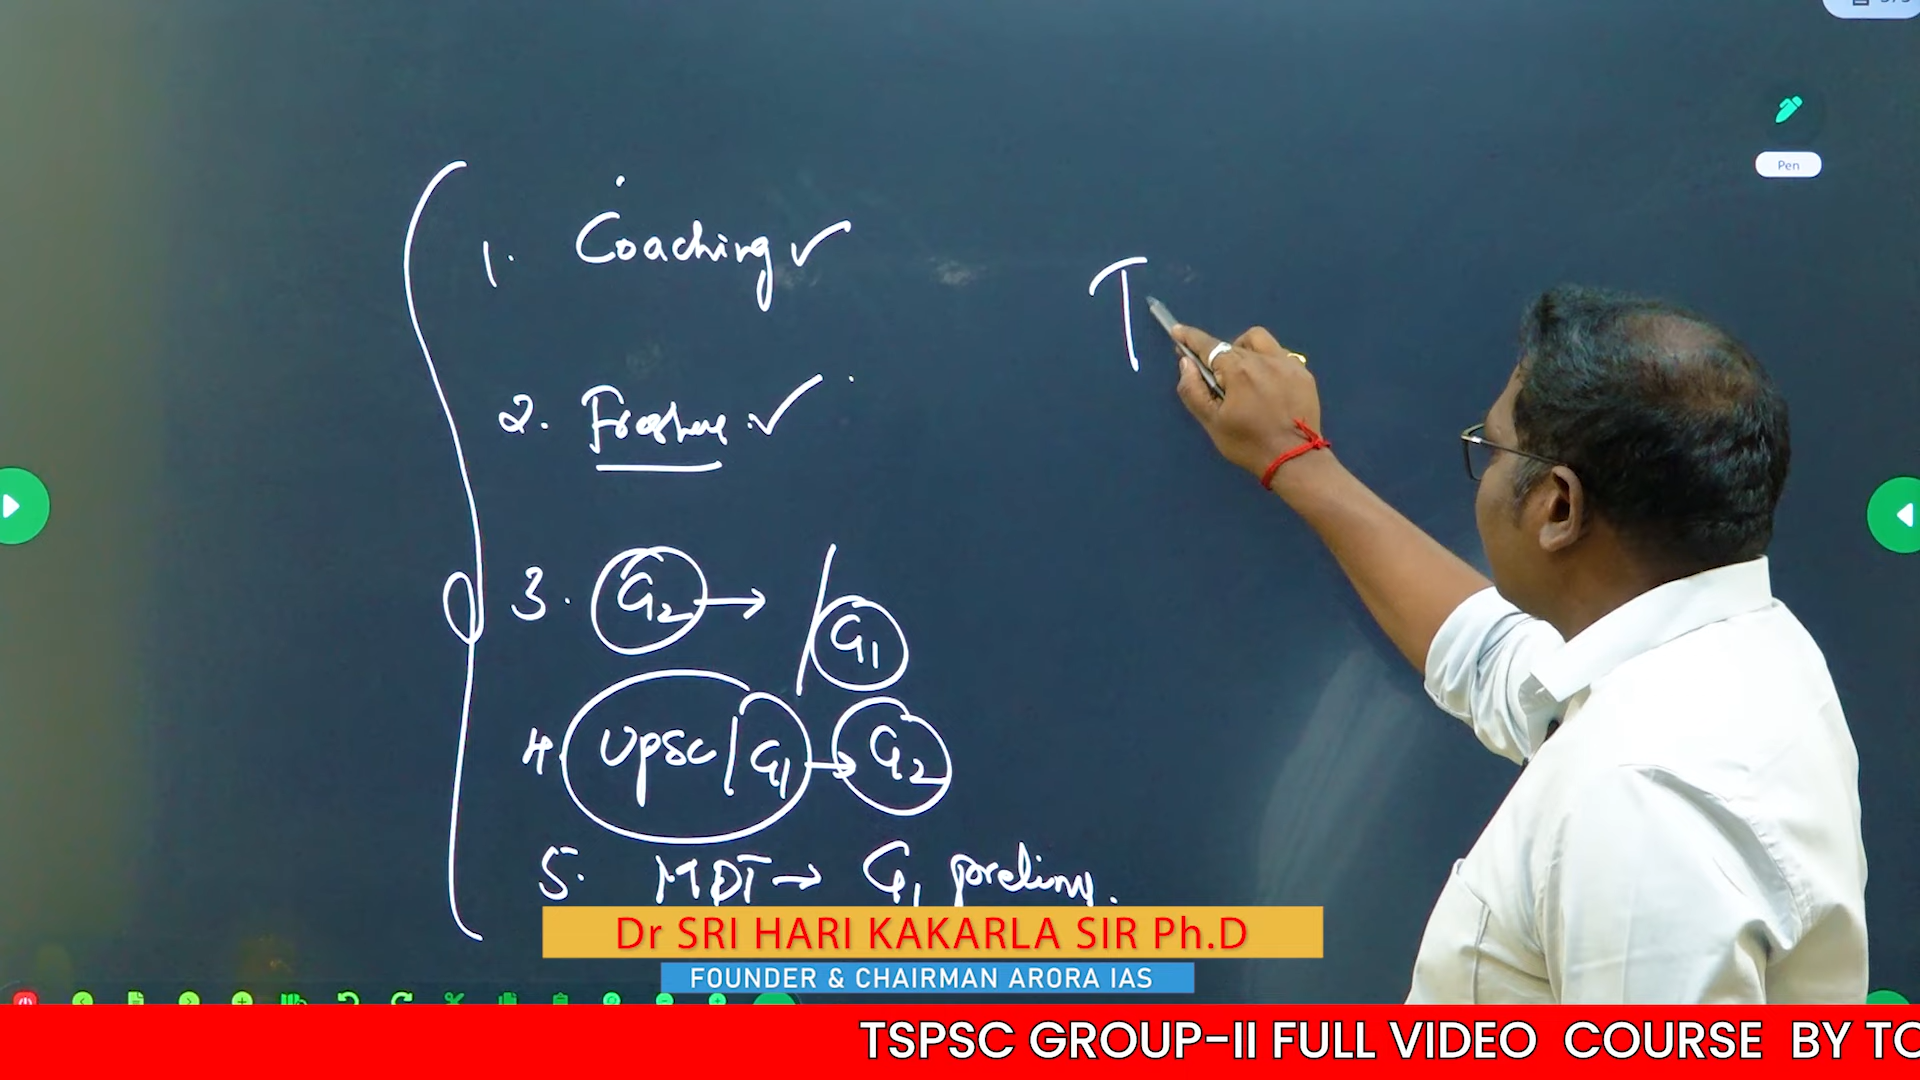 Pen
1. Coaching ✓
T
2. Freshers ✓
3. G2 → / G1
4. UPSC / G1 → G2
5. MDT → G1 prelims.
Dr SRI HARI KAKARLA SIR Ph.D
FOUNDER & CHAIRMAN ARORA IAS
TSPSC GROUP-II FULL VIDEO COURSE BY TO